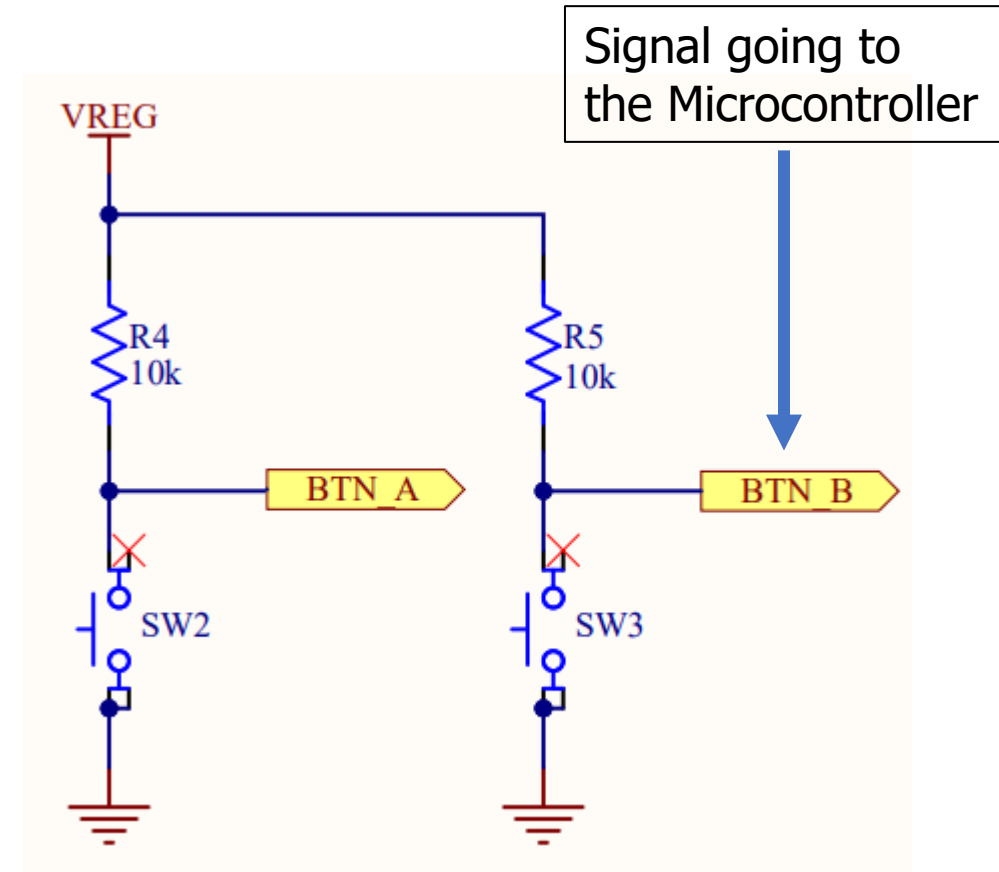 Signal going to
the Microcontroller
VREG
R4
10k
R5
10k
BTN_A
BTN_B
SW2
SW3